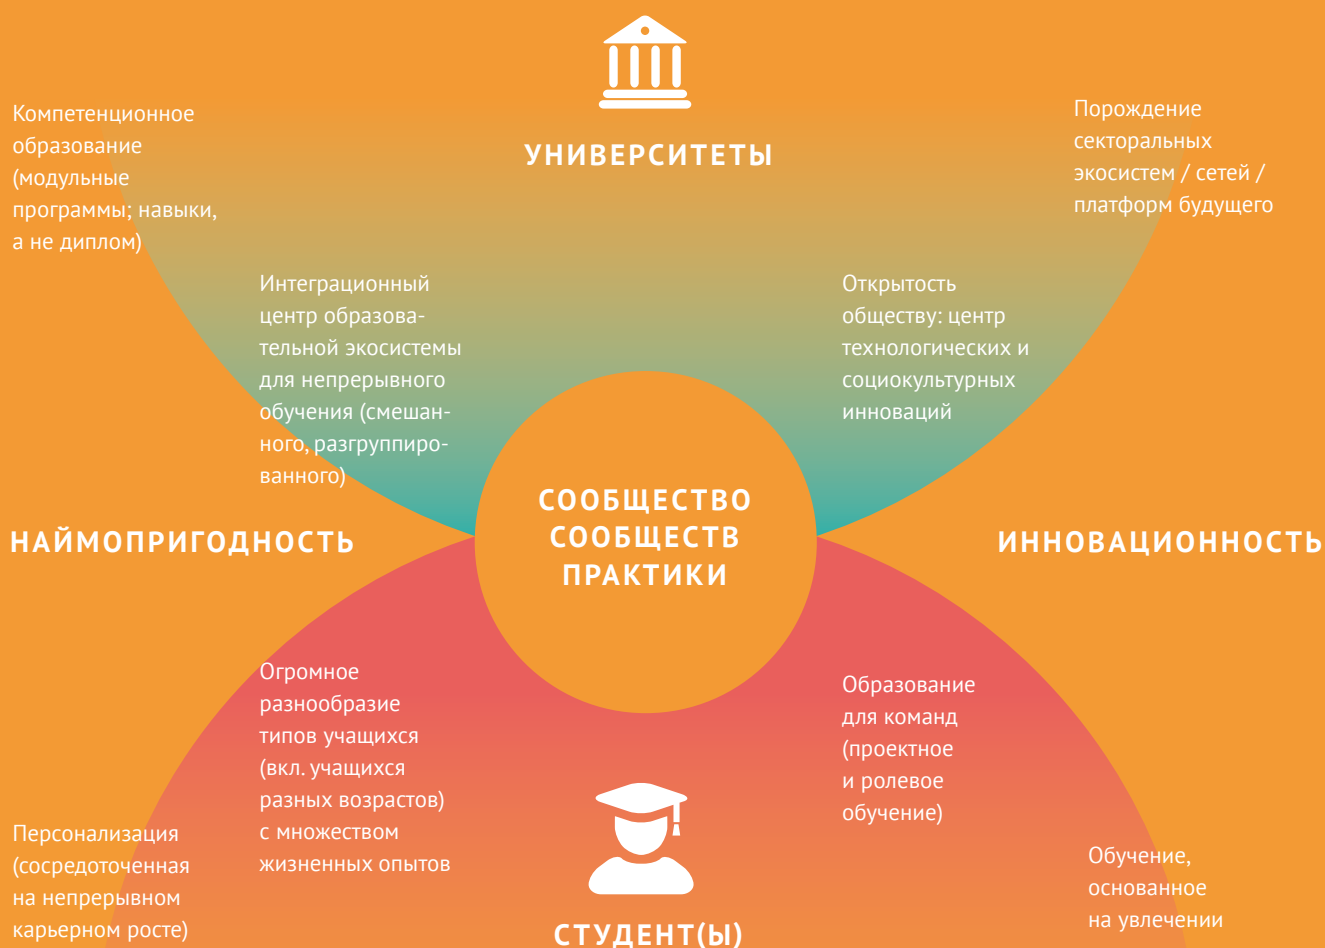 УНИВЕРСИТЕТЫ
Компетенционное
образование
(модульные
программы; навыки,
а не диплом)
Порождение
секторальных
экосистем / сетей /
платформ будущего
Интеграционный
центр образова-
тельной экосистемы
для непрерывного
обучения (смешан-
ного, разгруппиро-
ванного)
Открытость
обществу: центр
технологических и
социокультурных
инноваций
НАЙМОПРИГОДНОСТЬ
СООБЩЕСТВО
СООБЩЕСТВ
ПРАКТИКИ
ИННОВАЦИОННОСТЬ
Огромное
разнообразие
типов учащихся
(вкл. учащихся
разных возрастов)
с множеством
жизненных опытов
Образование
для команд
(проектное
и ролевое
обучение)
Персонализация
(сосредоточенная
на непрерывном
карьерном росте)
Обучение,
основанное
на увлечении
СТУДЕНТ(Ы)